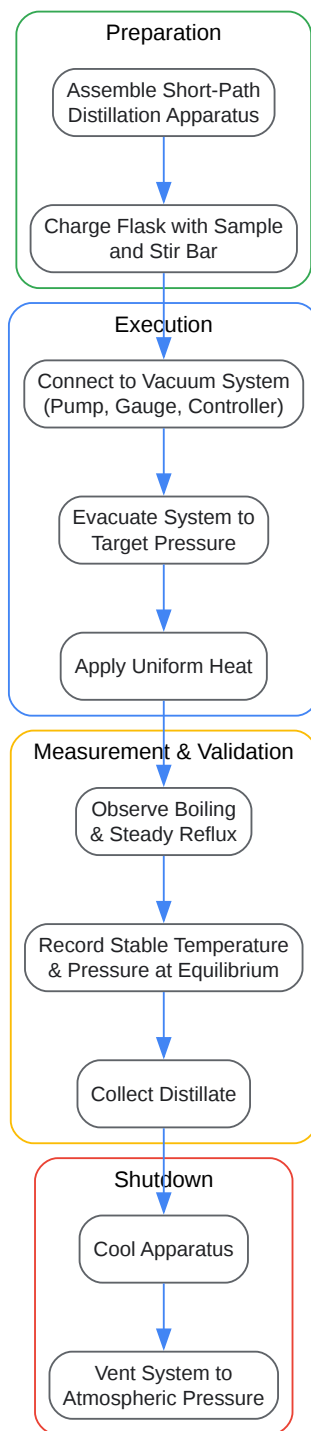 Preparation
Assemble Short-Path
Distillation Apparatus
Charge Flask with Sample
and Stir Bar
Execution
Connect to Vacuum System
(Pump, Gauge, Controller)
Evacuate System to
Target Pressure
Apply Uniform Heat
Measurement & Validation
Observe Boiling
& Steady Reflux
Record Stable Temperature
& Pressure at Equilibrium
Collect Distillate
Shutdown
Cool Apparatus
Vent System to
Atmospheric Pressure